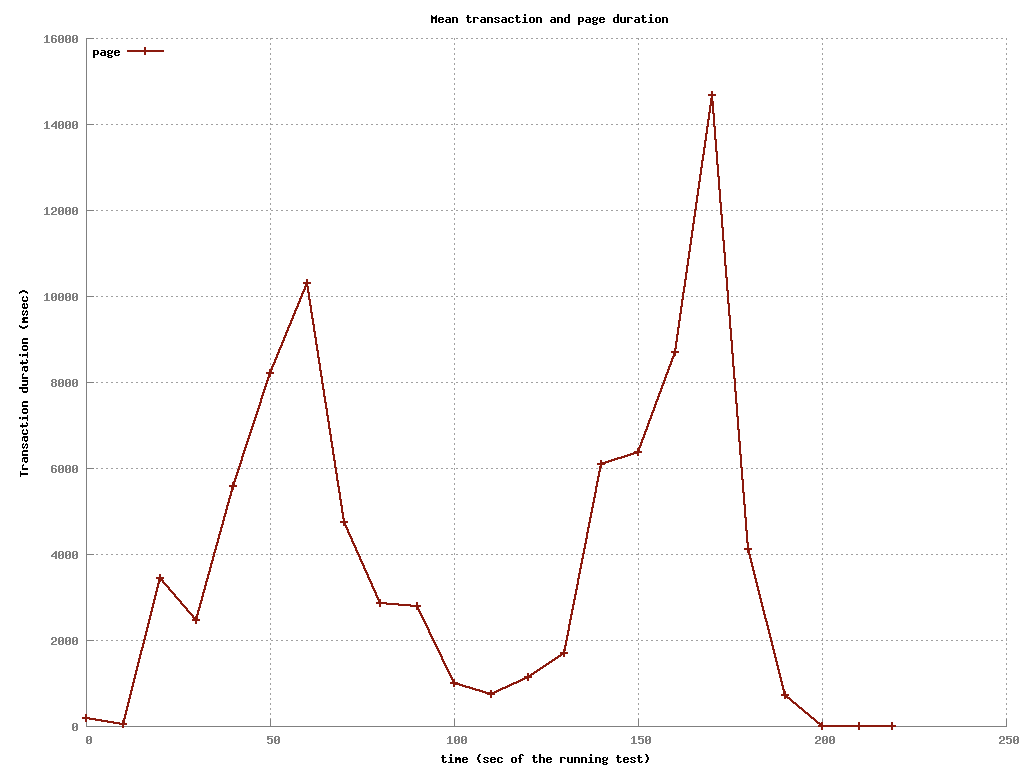 Mean transaction and page duration
16000
page
14000
12000
10000
8000
6000
4000
2000
0
Transaction duration (msec)
0 50 100 150 200 250
time (sec of the running test)